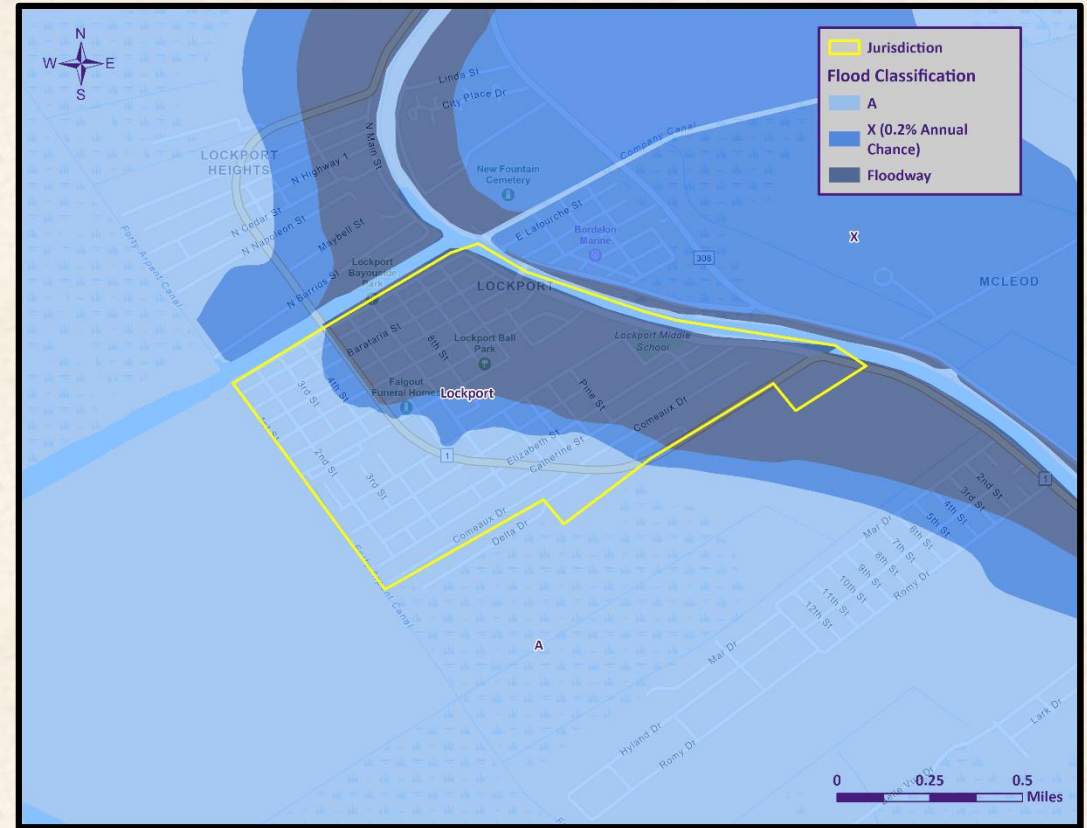 N
W E
S
Jurisdiction
Flood Classification
A
X (0.2% Annual
Chance)
Floodway
Linda St
City Place Dr
N Main St
LOCKPORT
HEIGHTS
N Highway 1
Company Canal
New Fountain
Cemetery
N Cedar St
N Napoleon St
Maybell St
E Lafourche St
Bordelon
Marine
X
308
Forty Arpent Canal
Lockport
Bayouside
Park
N Barrios St
LOCKPORT
MCLEOD
Barataria St
8th St
Lockport Ball
Park
Lockport Middle
School
3rd St
4th St
Falgout
Funeral Home
Lockport
Pine St
Comeaux Dr
1st St
2nd St
3rd St
1
Elizabeth St
Catherine St
1
2nd St
3rd St
4th St
5th St
6th St
7th St
8th St
9th St
10th St
11th St
12th St
Mar Dr
Romy Dr
Comeaux Dr
Delta Dr
A
Mar Dr
Hyland Dr
Romy Dr
Lark Dr
0 0.25 0.5
Miles